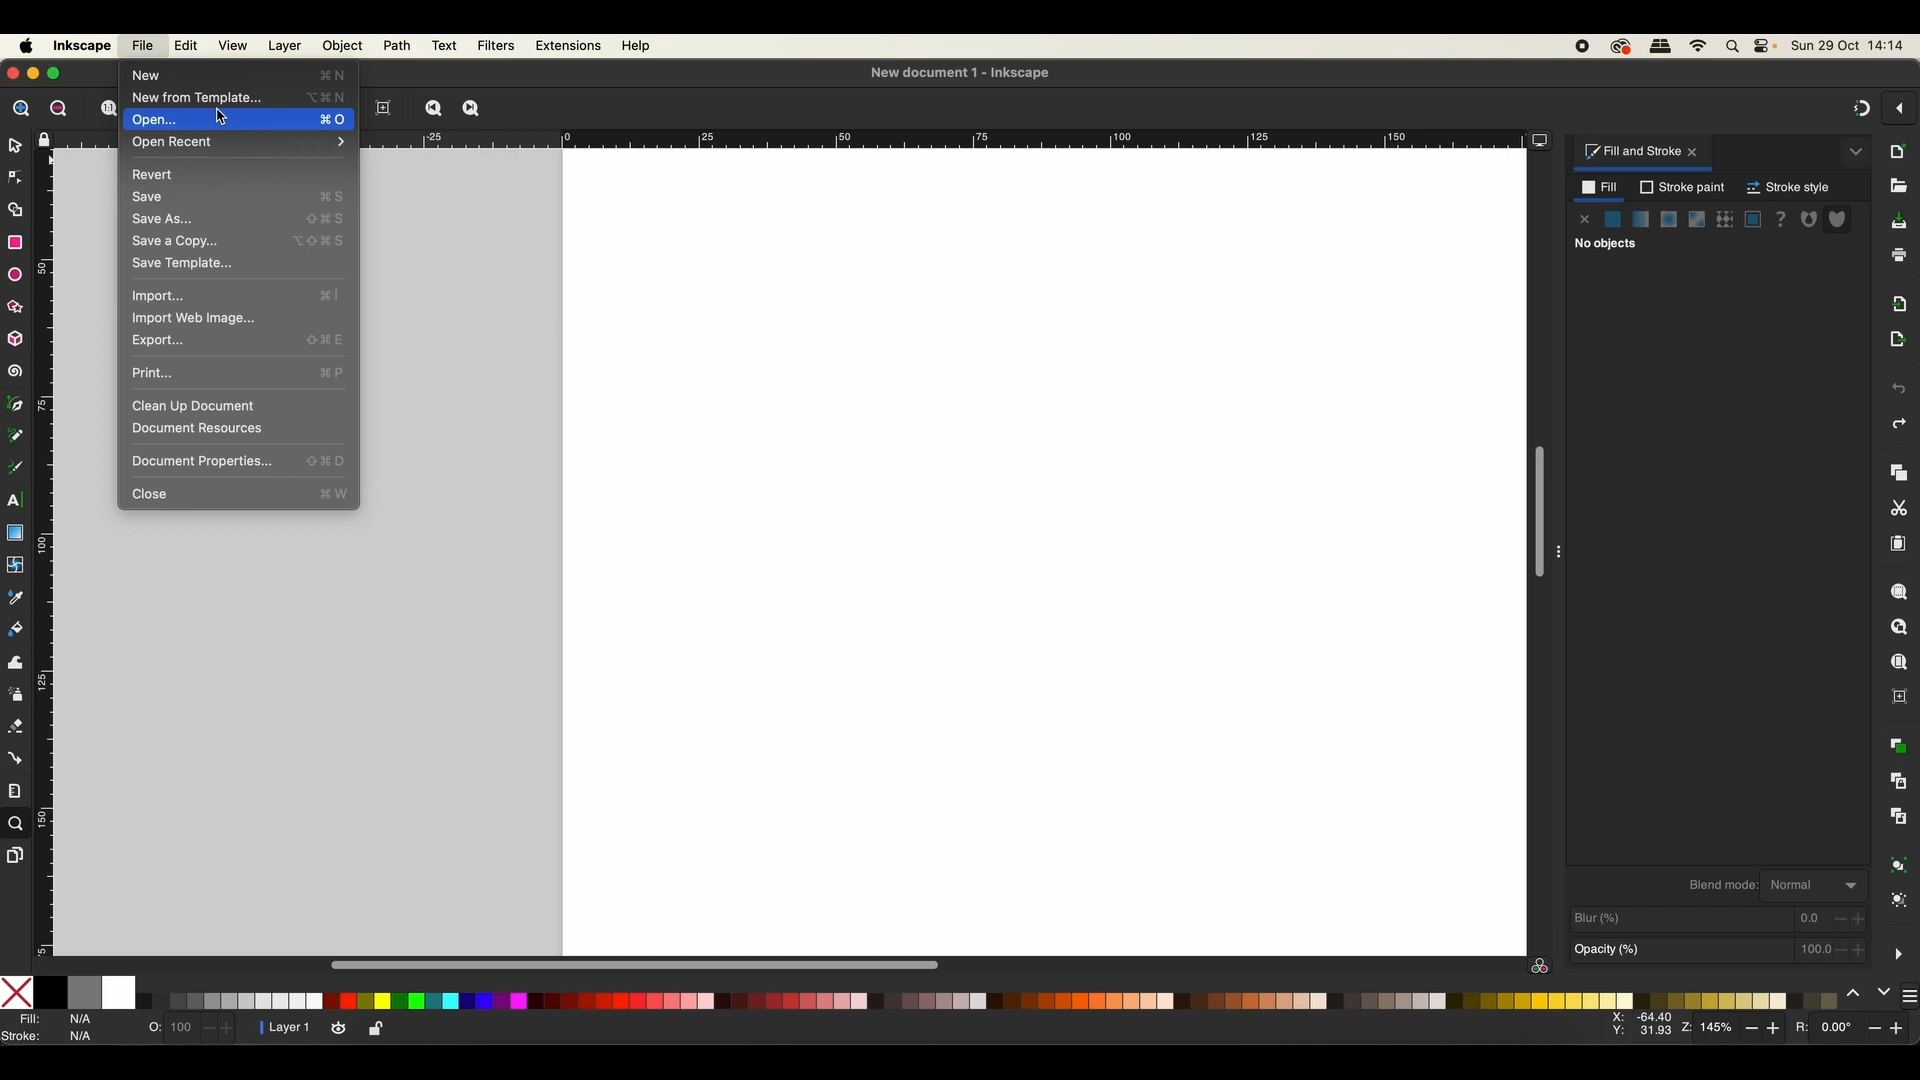 Inkscape File Edit View Layer Object Path Text Filters Extensions Help Sun 29 Oct 14:14
New document 1 - Inkscape
New ⌘ N
New from Template... ⌥ ⌘ N
Open... ⌘ O
Open Recent >
Revert
Save ⌘ S
Save As... ⇧ ⌘ S
Save a Copy... ⌥ ⇧ ⌘ S
Save Template...
Import... ⌘ I
Import Web Image...
Export... ⇧ ⌘ E
Print... ⌘ P
Clean Up Document
Document Resources
Document Properties... ⇧ ⌘ D
Close ⌘ W
1:1
-25 0 25 50 75 100 125 150
50
75
100
125
150
Fill and Stroke
Fill Stroke paint Stroke style
No objects
Blend mode: Normal
Blur (%) 0.0
Opacity (%) 100.0
Fill: N/A
Stroke: N/A
O: 100
Layer 1
X: -64.40
Y: 31.93
Z: 145%
R: 0.00°